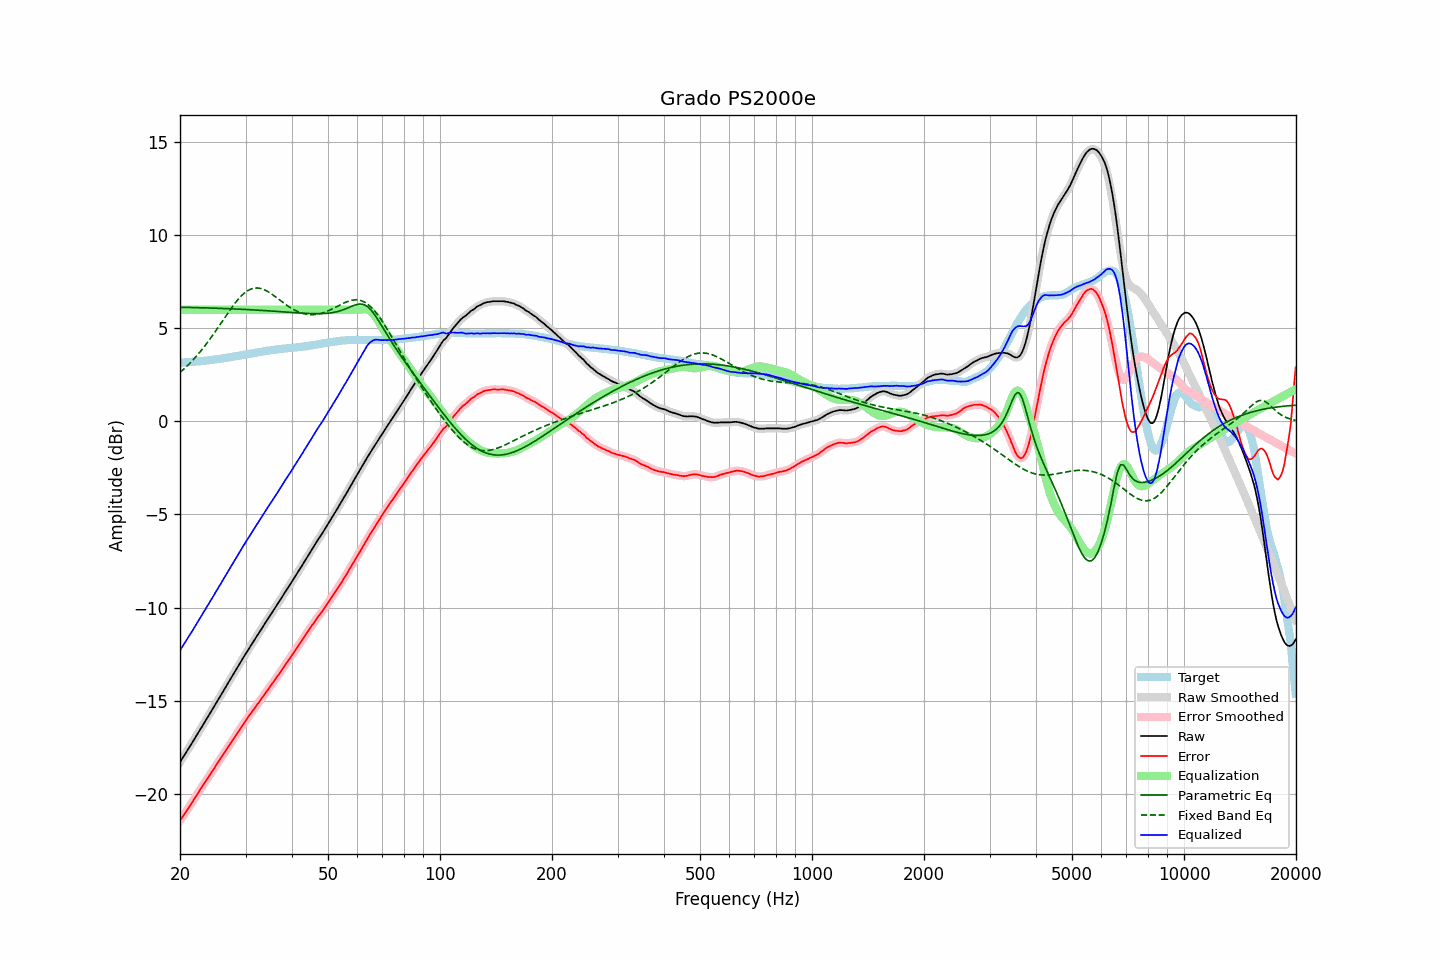 Grado PS2000e
Amplitude (dBr)
15
10
5
0
−5
−10
−15
−20
20
50
100
200
500
1000
2000
5000
10000
20000
Frequency (Hz)
Target
Raw Smoothed
Error Smoothed
Raw
Error
Equalization
Parametric Eq
Fixed Band Eq
Equalized